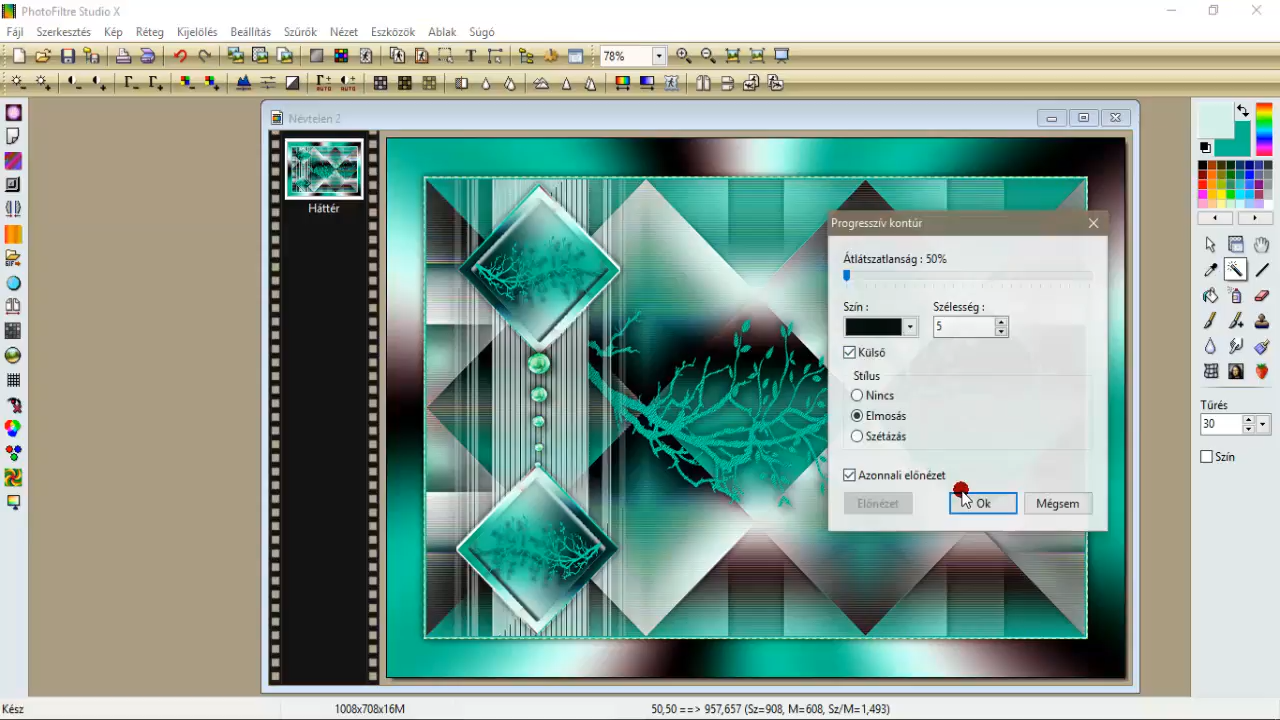 PhotoFiltre Studio X
Fájl Szerkesztés Kép Réteg Kijelölés Beállítás Szűrők Nézet Eszközök Ablak Súgó
78%
AUTO AUTO
Névtelen 2
Háttér
Progresszív kontúr
Átlátszatlanság : 50%
Szín : Szélesség :
5
Külső
Stílus
Nincs
Elmosás
Szétázás
Azonnali előnézet
Előnézet Ok Mégsem
Tűrés
30
Szín
Kész 1008x708x16M 50,50 ==> 957,657 (Sz=908, M=608, Sz/M=1,493)